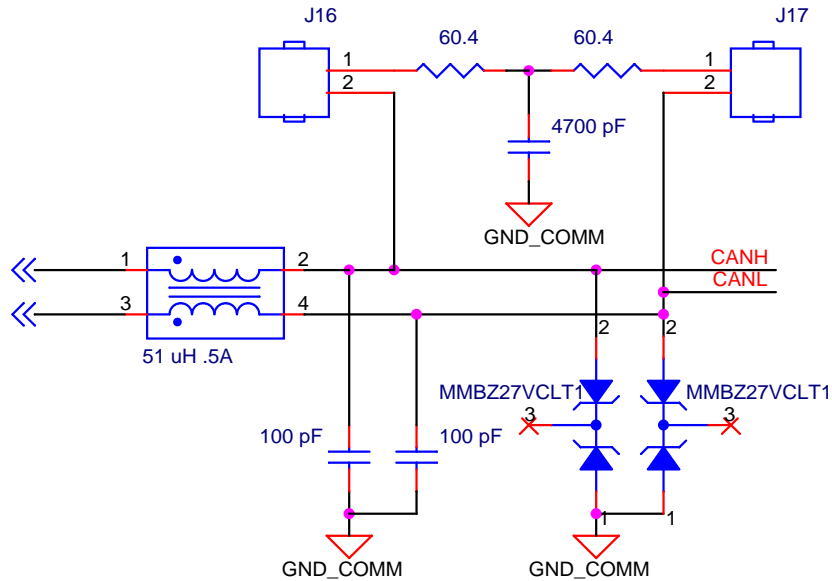 J16
J17
60.4
60.4
1
2
1
2
4700 pF
GND_COMM
CANH
CANL
1
2
3
4
51 uH .5A
2
2
MMBZ27VCLT1
MMBZ27VCLT1
3
3
100 pF
100 pF
1
1
GND_COMM
GND_COMM